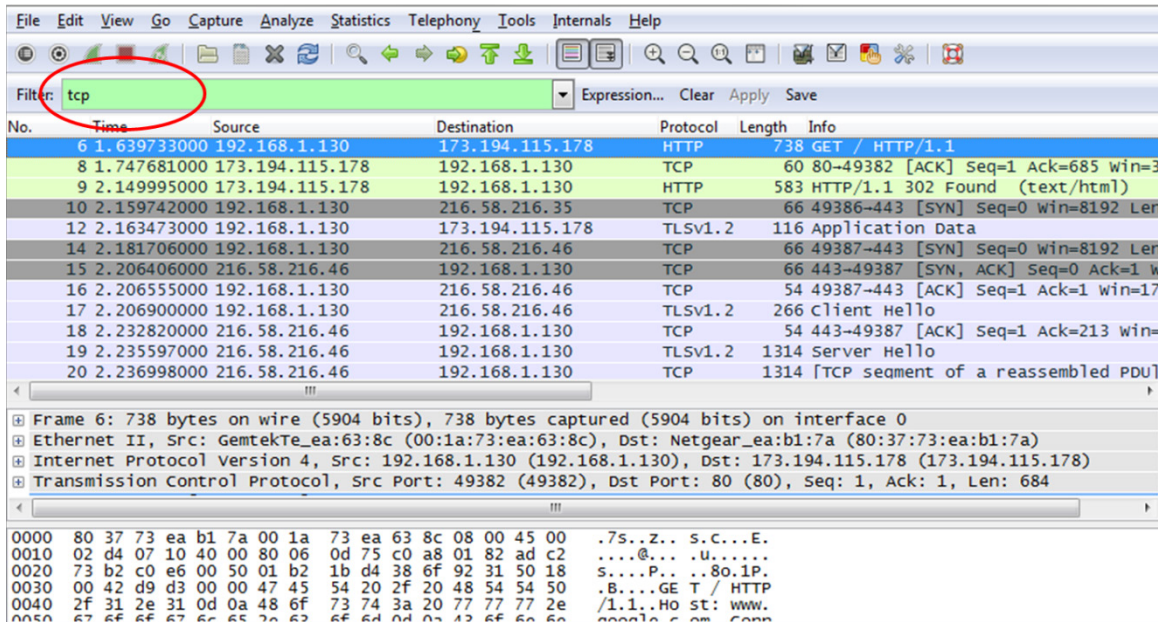 File Edit View Go Capture Analyze Statistics Telephony Tools Internals Help
Filter: tcp Expression... Clear Apply Save
No. Time Source Destination Protocol Length Info
6 1.639733000 192.168.1.130 173.194.115.178 HTTP 738 GET / HTTP/1.1
8 1.747681000 173.194.115.178 192.168.1.130 TCP 60 80→49382 [ACK] Seq=1 Ack=685 Win=3
9 2.149995000 173.194.115.178 192.168.1.130 HTTP 583 HTTP/1.1 302 Found (text/html)
10 2.159742000 192.168.1.130 216.58.216.35 TCP 66 49386→443 [SYN] Seq=0 Win=8192 Len
12 2.163473000 192.168.1.130 173.194.115.178 TLSv1.2 116 Application Data
14 2.181706000 192.168.1.130 216.58.216.46 TCP 66 49387→443 [SYN] Seq=0 Win=8192 Len
15 2.206406000 216.58.216.46 192.168.1.130 TCP 66 443→49387 [SYN, ACK] Seq=0 Ack=1 W
16 2.206555000 192.168.1.130 216.58.216.46 TCP 54 49387→443 [ACK] Seq=1 Ack=1 Win=17
17 2.206900000 192.168.1.130 216.58.216.46 TLSv1.2 266 Client Hello
18 2.232820000 216.58.216.46 192.168.1.130 TCP 54 443→49387 [ACK] Seq=1 Ack=213 Win=
19 2.235597000 216.58.216.46 192.168.1.130 TLSv1.2 1314 Server Hello
20 2.236998000 216.58.216.46 192.168.1.130 TCP 1314 [TCP segment of a reassembled PDU]
Frame 6: 738 bytes on wire (5904 bits), 738 bytes captured (5904 bits) on interface 0
Ethernet II, Src: GemtekTe_ea:63:8c (00:1a:73:ea:63:8c), Dst: Netgear_ea:b1:7a (80:37:73:ea:b1:7a)
Internet Protocol Version 4, Src: 192.168.1.130 (192.168.1.130), Dst: 173.194.115.178 (173.194.115.178)
Transmission Control Protocol, Src Port: 49382 (49382), Dst Port: 80 (80), Seq: 1, Ack: 1, Len: 684
0000 80 37 73 ea b1 7a 00 1a 73 ea 63 8c 08 00 45 00 .7s..z.. s.c...E.
0010 02 d4 07 10 40 00 80 06 0d 75 c0 a8 01 82 ad c2 ....@... .u......
0020 73 b2 c0 e6 00 50 01 b2 1b d4 38 6f 92 31 50 18 s....P.. ..8o.1P.
0030 00 42 d9 d3 00 00 47 45 54 20 2f 20 48 54 54 50 .B....GE T / HTTP
0040 2f 31 2e 31 0d 0a 48 6f 73 74 3a 20 77 77 77 2e /1.1..Ho st: www.
0050 67 6f 6f 67 6c 65 2e 63 6f 6d 0d 0a 43 6f 6e 6e google.c om..Conn